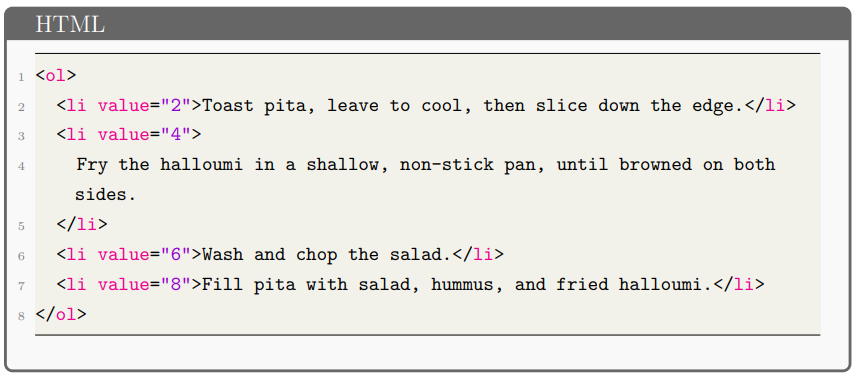 HTML
1 <ol>
2 <li value="2">Toast pita, leave to cool, then slice down the edge.</li>
3 <li value="4">
4 Fry the halloumi in a shallow, non-stick pan, until browned on both
sides.
5 </li>
6 <li value="6">Wash and chop the salad.</li>
7 <li value="8">Fill pita with salad, hummus, and fried halloumi.</li>
8 </ol>